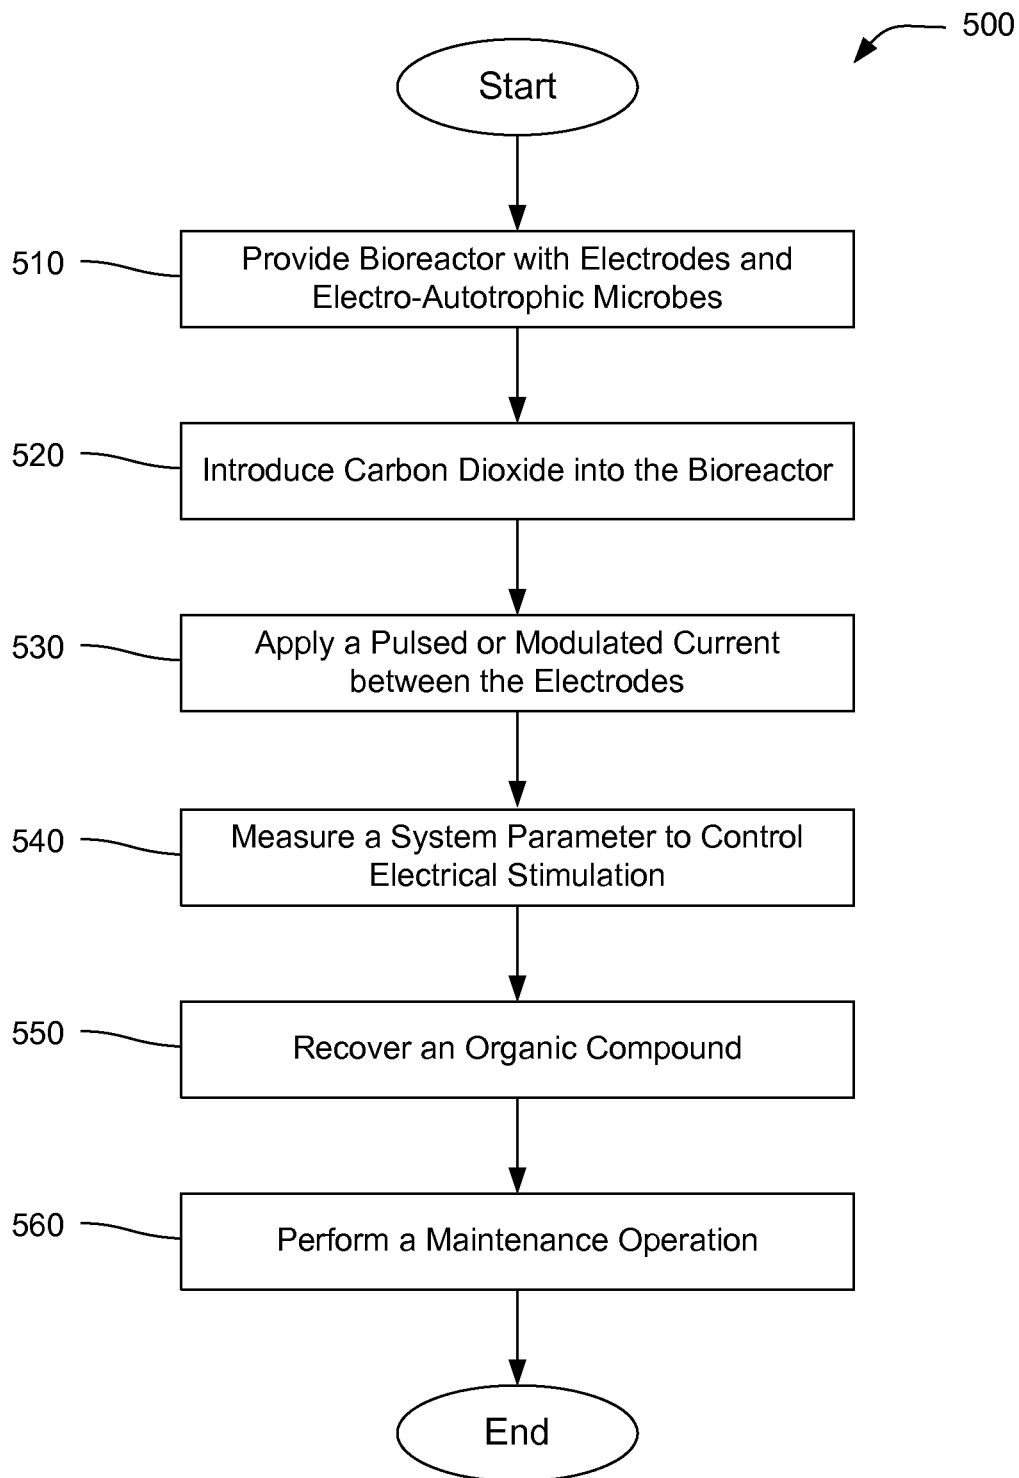 500
Start
510
Provide Bioreactor with Electrodes and
Electro-Autotrophic Microbes
520
Introduce Carbon Dioxide into the Bioreactor
530
Apply a Pulsed or Modulated Current
between the Electrodes
540
Measure a System Parameter to Control
Electrical Stimulation
550
Recover an Organic Compound
560
Perform a Maintenance Operation
End